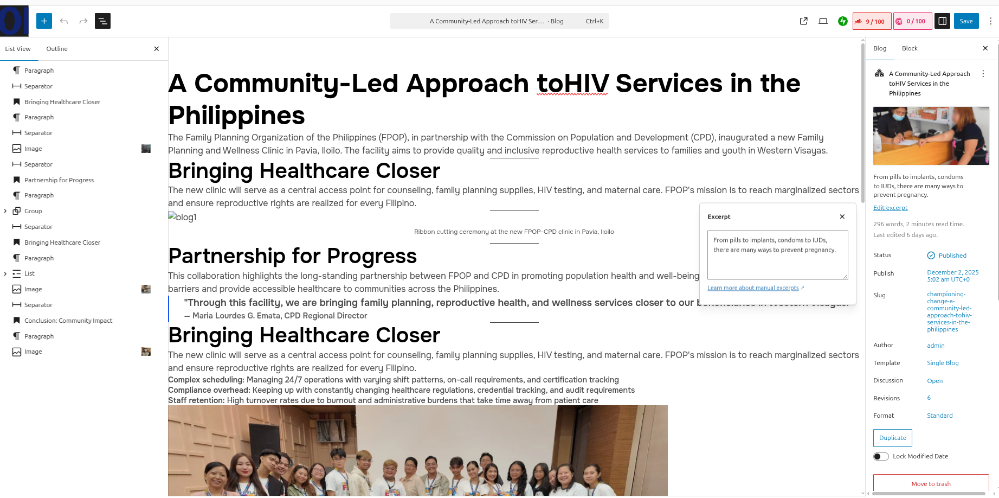 A Community-Led Approach toHIV Ser... · Blog Ctrl+K
9 / 100
0 / 100
Save
List View Outline
Paragraph
Separator
Bringing Healthcare Closer
Paragraph
Separator
Image
Separator
Partnership for Progress
Paragraph
Group
Separator
Bringing Healthcare Closer
Paragraph
List
Image
Separator
Conclusion: Community Impact
Paragraph
Image
A Community-Led Approach toHIV Services in the
Philippines
The Family Planning Organization of the Philippines (FPOP), in partnership with the Commission on Population and Development (CPD), inaugurated a new Family
Planning and Wellness Clinic in Pavia, Iloilo. The facility aims to provide quality and inclusive reproductive health services to families and youth in Western Visayas.
Bringing Healthcare Closer
The new clinic will serve as a central access point for counseling, family planning supplies, HIV testing, and maternal care. FPOP's mission is to reach marginalized sectors
and ensure reproductive rights are realized for every Filipino.
blog1
Ribbon cutting ceremony at the new FPOP-CPD clinic in Pavia, Iloilo
Partnership for Progress
This collaboration highlights the long-standing partnership between FPOP and CPD in promoting population health and well-being
barriers and provide accessible healthcare to communities across the Philippines.
"Through this facility, we are bringing family planning, reproductive health, and wellness services closer to our
— Maria Lourdes G. Emata, CPD Regional Director
Bringing Healthcare Closer
The new clinic will serve as a central access point for counseling, family planning supplies, HIV testing, and maternal care. FPOP's mission is to reach marginalized sectors
and ensure reproductive rights are realized for every Filipino.
Complex scheduling: Managing 24/7 operations with varying shift patterns, on-call requirements, and certification tracking
Compliance overhead: Keeping up with constantly changing healthcare regulations, credential tracking, and audit requirements
Staff retention: High turnover rates due to burnout and administrative burdens that take time away from patient care
Excerpt
From pills to implants, condoms to IUDs,
there are many ways to prevent pregnancy.
Learn more about manual excerpts ↗
Blog Block
A Community-Led Approach
toHIV Services in the
Philippines
From pills to implants, condoms
to IUDs, there are many ways to
prevent pregnancy.
Edit excerpt
296 words, 2 minutes read time.
Last edited 6 days ago.
Status Published
Publish December 2, 2025
5:02 am UTC+0
Slug championing-
change-a-
community-led-
approach-tohiv-
services-in-the-
philippines
Author admin
Template Single Blog
Discussion Open
Revisions 6
Format Standard
Duplicate
Lock Modified Date
Move to trash